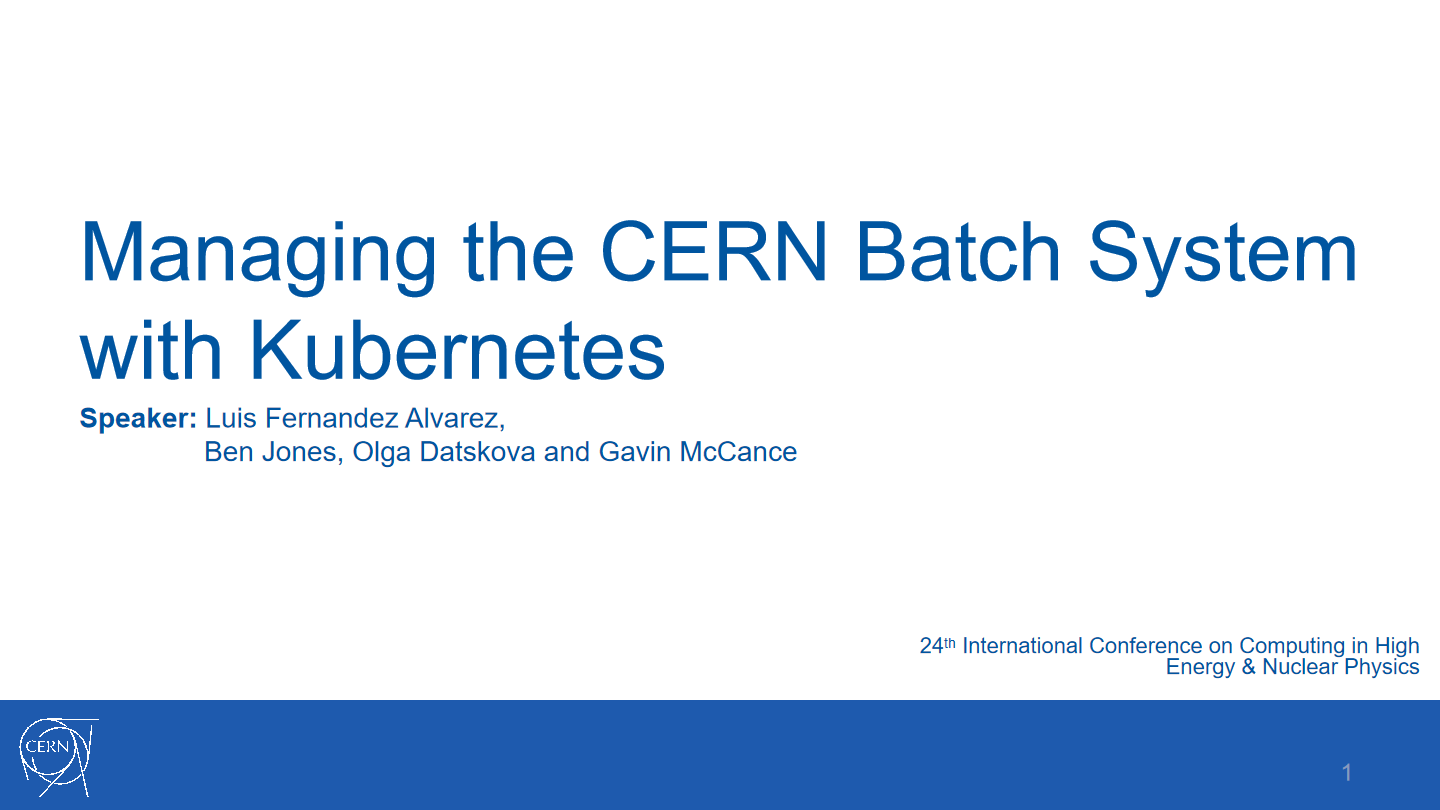 Managing the CERN Batch System
with Kubernetes
Speaker: Luis Fernandez Alvarez,
Ben Jones, Olga Datskova and Gavin McCance
24th International Conference on Computing in High
Energy & Nuclear Physics
CERN
1